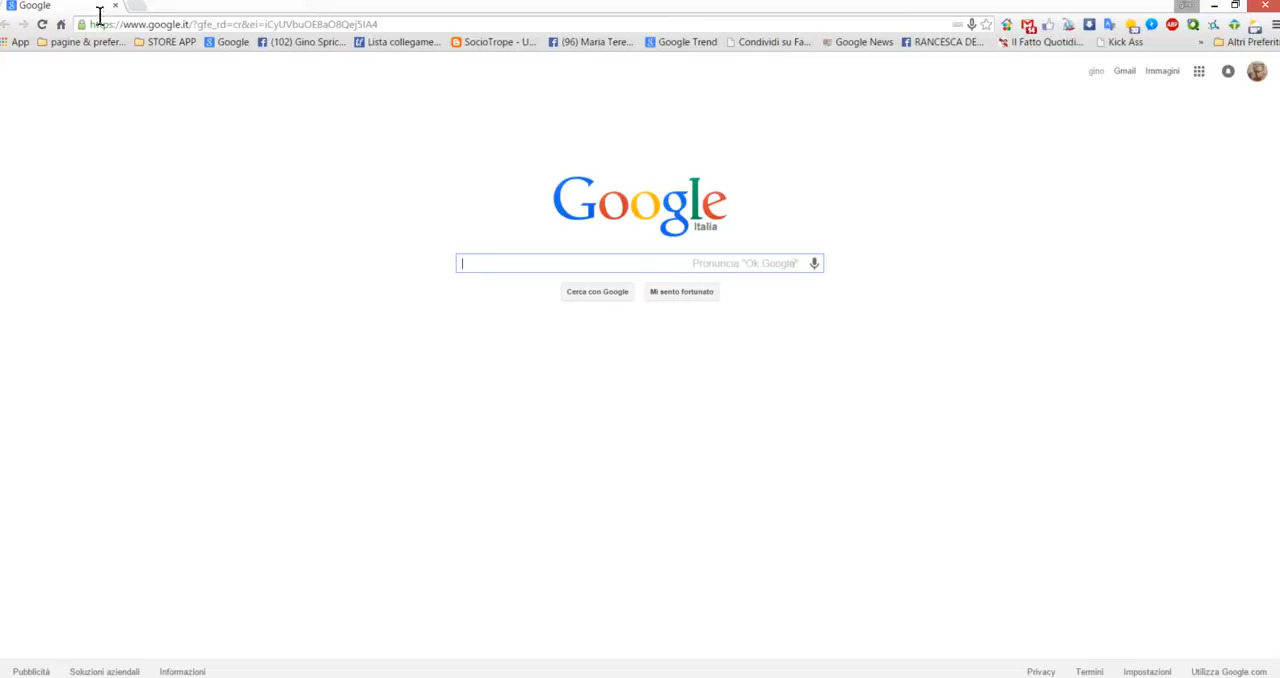 Google
https://www.google.it/?gfe_rd=cr&ei=iCyUVbuOE8aO8Qej5IA4
App pagine & prefer... STORE APP Google (102) Gino Spric... Lista collegame... SocioTrope - U... (96) Maria Tere... Google Trend Condividi su Fa... Google News RANCESCA DE... Il Fatto Quotidi... Kick Ass » Altri Preferiti
gino Gmail Immagini
Google
Italia
Pronuncia "Ok Google"
Cerca con Google Mi sento fortunato
Pubblicità Soluzioni aziendali Informazioni Privacy Termini Impostazioni Utilizza Google.com